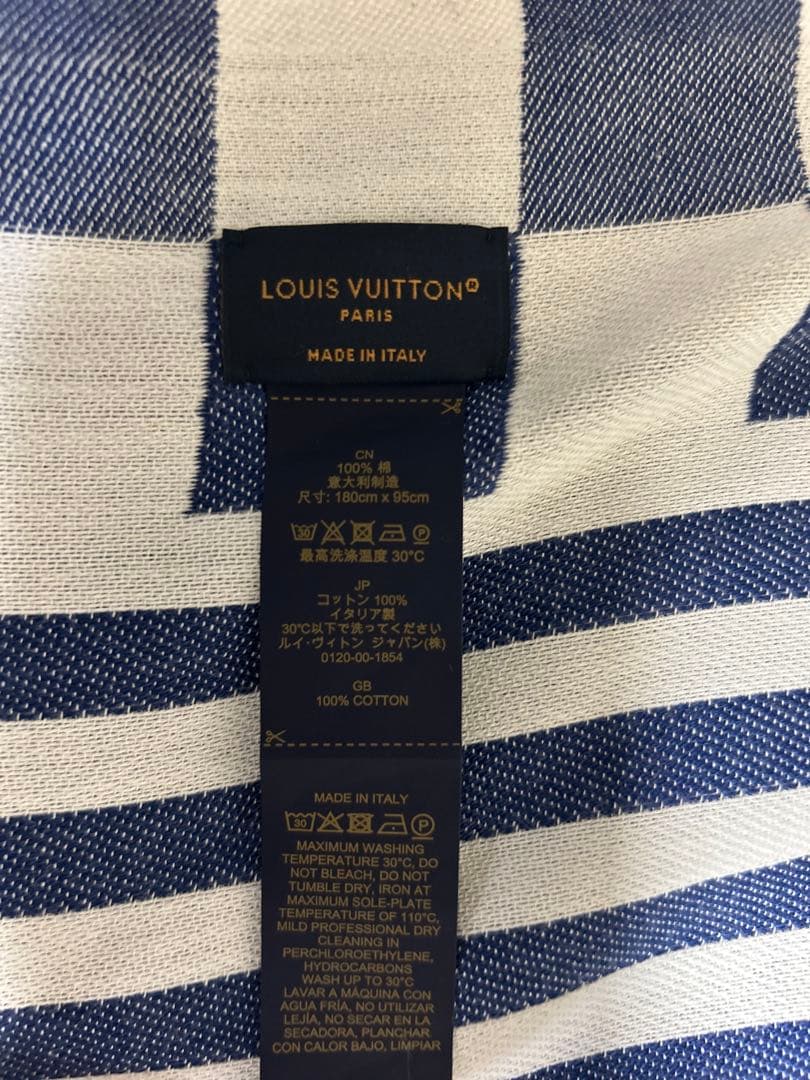 LOUIS VUITTON®
PARIS
MADE IN ITALY
CN
100% 棉
意大利制造
尺寸: 180cm x 95cm
30 P
最高洗涤温度 30°C
JP
コットン 100%
イタリア製
30℃以下で洗ってください
ルイ·ヴィトン ジャパン(株)
0120-00-1854
GB
100% COTTON
MADE IN ITALY
30 P
MAXIMUM WASHING
TEMPERATURE 30°C, DO
NOT BLEACH, DO NOT
TUMBLE DRY, IRON AT
MAXIMUM SOLE-PLATE
TEMPERATURE OF 110°C,
MILD PROFESSIONAL DRY
CLEANING IN
PERCHLOROETHYLENE,
HYDROCARBONS
WASH UP TO 30°C
LAVAR A MÁQUINA CON
AGUA FRÍA, NO UTILIZAR
LEJÍA, NO SECAR EN LA
SECADORA, PLANCHAR
CON CALOR BAJO, LIMPIAR